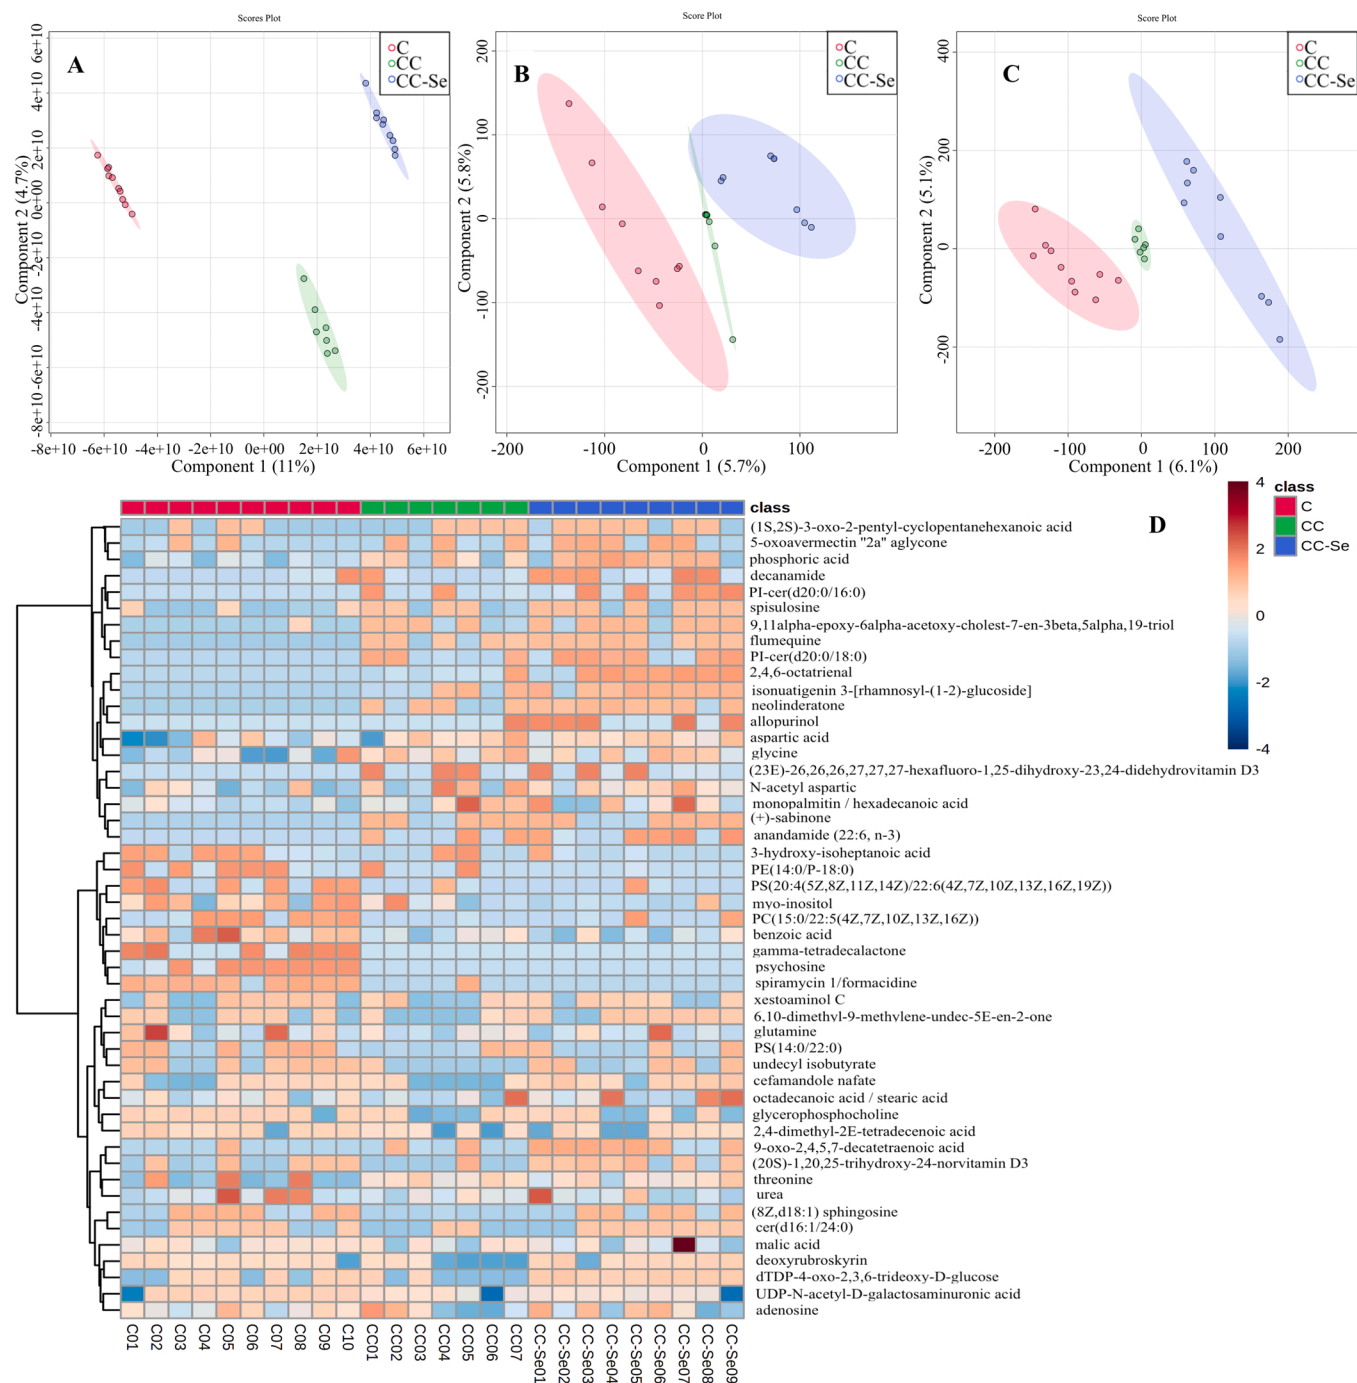 Scores Plot
A
C
CC
CC-Se
Component 2 (4.7%)
6e+10
4e+10
2e+10
0e+00
-2e+10
-4e+10
-6e+10
-8e+10
-8e+10 -6e+10 -4e+10 -2e+10 0e+00 2e+10 4e+10 6e+10
Component 1 (11%)
Score Plot
B
C
CC
CC-Se
Component 2 (5.8%)
200
100
0
-100
-200
-200 -100 0 100
Component 1 (5.7%)
Score Plot
C
C
CC
CC-Se
Component 2 (5.1%)
400
200
0
-200
-200 -100 0 100 200
Component 1 (6.1%)
D
class
(1S,2S)-3-oxo-2-pentyl-cyclopentanehexanoic acid
5-oxoavermectin "2a" aglycone
phosphoric acid
decanamide
PI-cer(d20:0/16:0)
spisulosine
9,11alpha-epoxy-6alpha-acetoxy-cholest-7-en-3beta,5alpha,19-triol
flumequine
PI-cer(d20:0/18:0)
2,4,6-octatrienal
isonuatigenin 3-[rhamnosyl-(1-2)-glucoside]
neolinderatone
allopurinol
aspartic acid
glycine
(23E)-26,26,26,27,27,27-hexafluoro-1,25-dihydroxy-23,24-didehydrovitamin D3
N-acetyl aspartic
monopalmitin / hexadecanoic acid
(+)-sabinone
anandamide (22:6, n-3)
3-hydroxy-isoheptanoic acid
PE(14:0/P-18:0)
PS(20:4(5Z,8Z,11Z,14Z)/22:6(4Z,7Z,10Z,13Z,16Z,19Z))
myo-inositol
PC(15:0/22:5(4Z,7Z,10Z,13Z,16Z))
benzoic acid
gamma-tetradecalactone
psychosine
spiramycin 1/formacidine
xestoaminol C
6,10-dimethyl-9-methylene-undec-5E-en-2-one
glutamine
PS(14:0/22:0)
undecyl isobutyrate
cefamandole nafate
octadecanoic acid / stearic acid
glycerophosphocholine
2,4-dimethyl-2E-tetradecenoic acid
9-oxo-2,4,5,7-decatetraenoic acid
(20S)-1,20,25-trihydroxy-24-norvitamin D3
threonine
urea
(8Z,d18:1) sphingosine
cer(d16:1/24:0)
malic acid
deoxyrubroskyrin
dTDP-4-oxo-2,3,6-trideoxy-D-glucose
UDP-N-acetyl-D-galactosaminuronic acid
adenosine
C01 C02 C03 C04 C05 C06 C07 C08 C09 C10 CC01 CC02 CC03 CC04 CC05 CC06 CC07 CC-Se01 CC-Se02 CC-Se03 CC-Se04 CC-Se05 CC-Se06 CC-Se07 CC-Se08 CC-Se09
4
2
0
-2
-4
class
C
CC
CC-Se